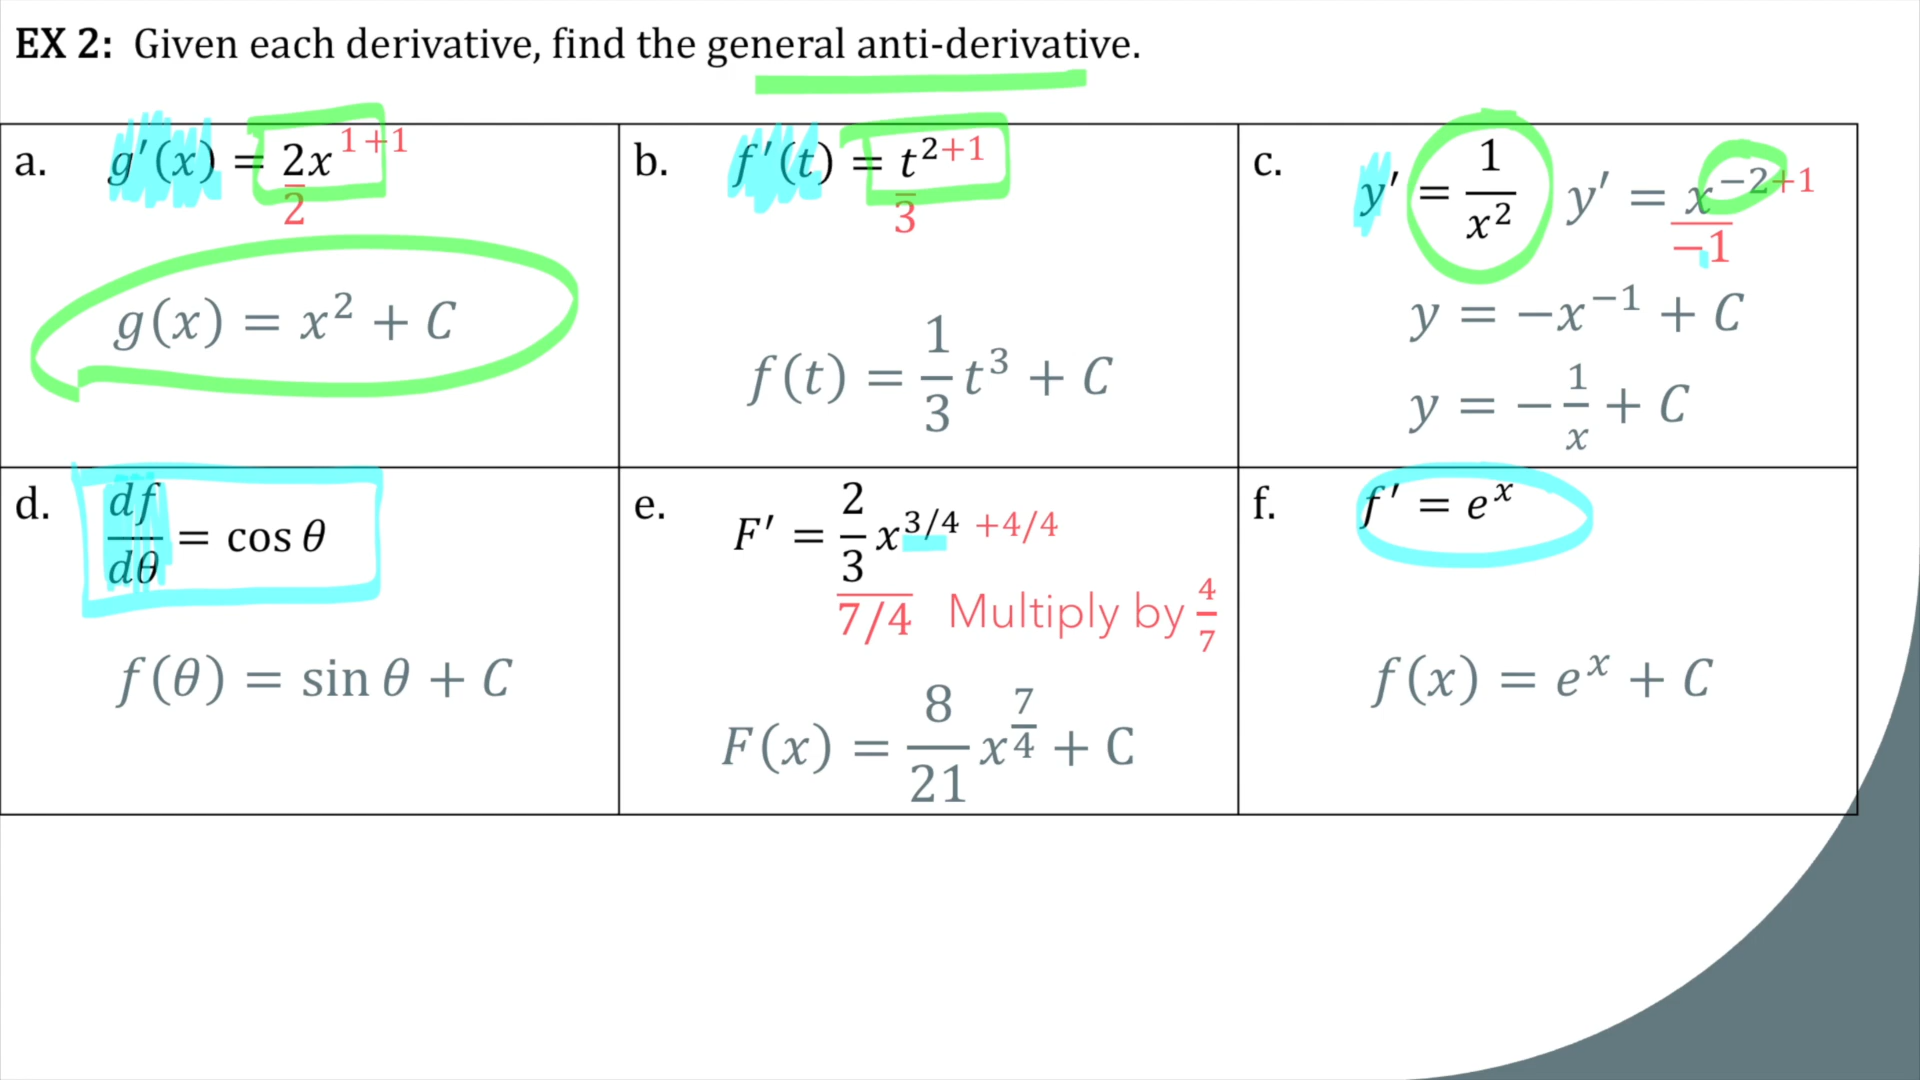 EX 2: Given each derivative, find the general anti-derivative.
a. g′(x) = 2x^{1+1}
2
g(x) = x² + C
b. f′(t) = t^{2+1}
3
f(t) = 1/3 t³ + C
c. y′ = 1/x² y′ = x^{−2+1}
−1
y = −x⁻¹ + C
y = −1/x + C
d. df/dθ = cos θ
f(θ) = sin θ + C
e. F′ = 2/3 x^{3/4 +4/4}
7/4 Multiply by 4/7
F(x) = 8/21 x^{7/4} + C
f. f′ = eˣ
f(x) = eˣ + C